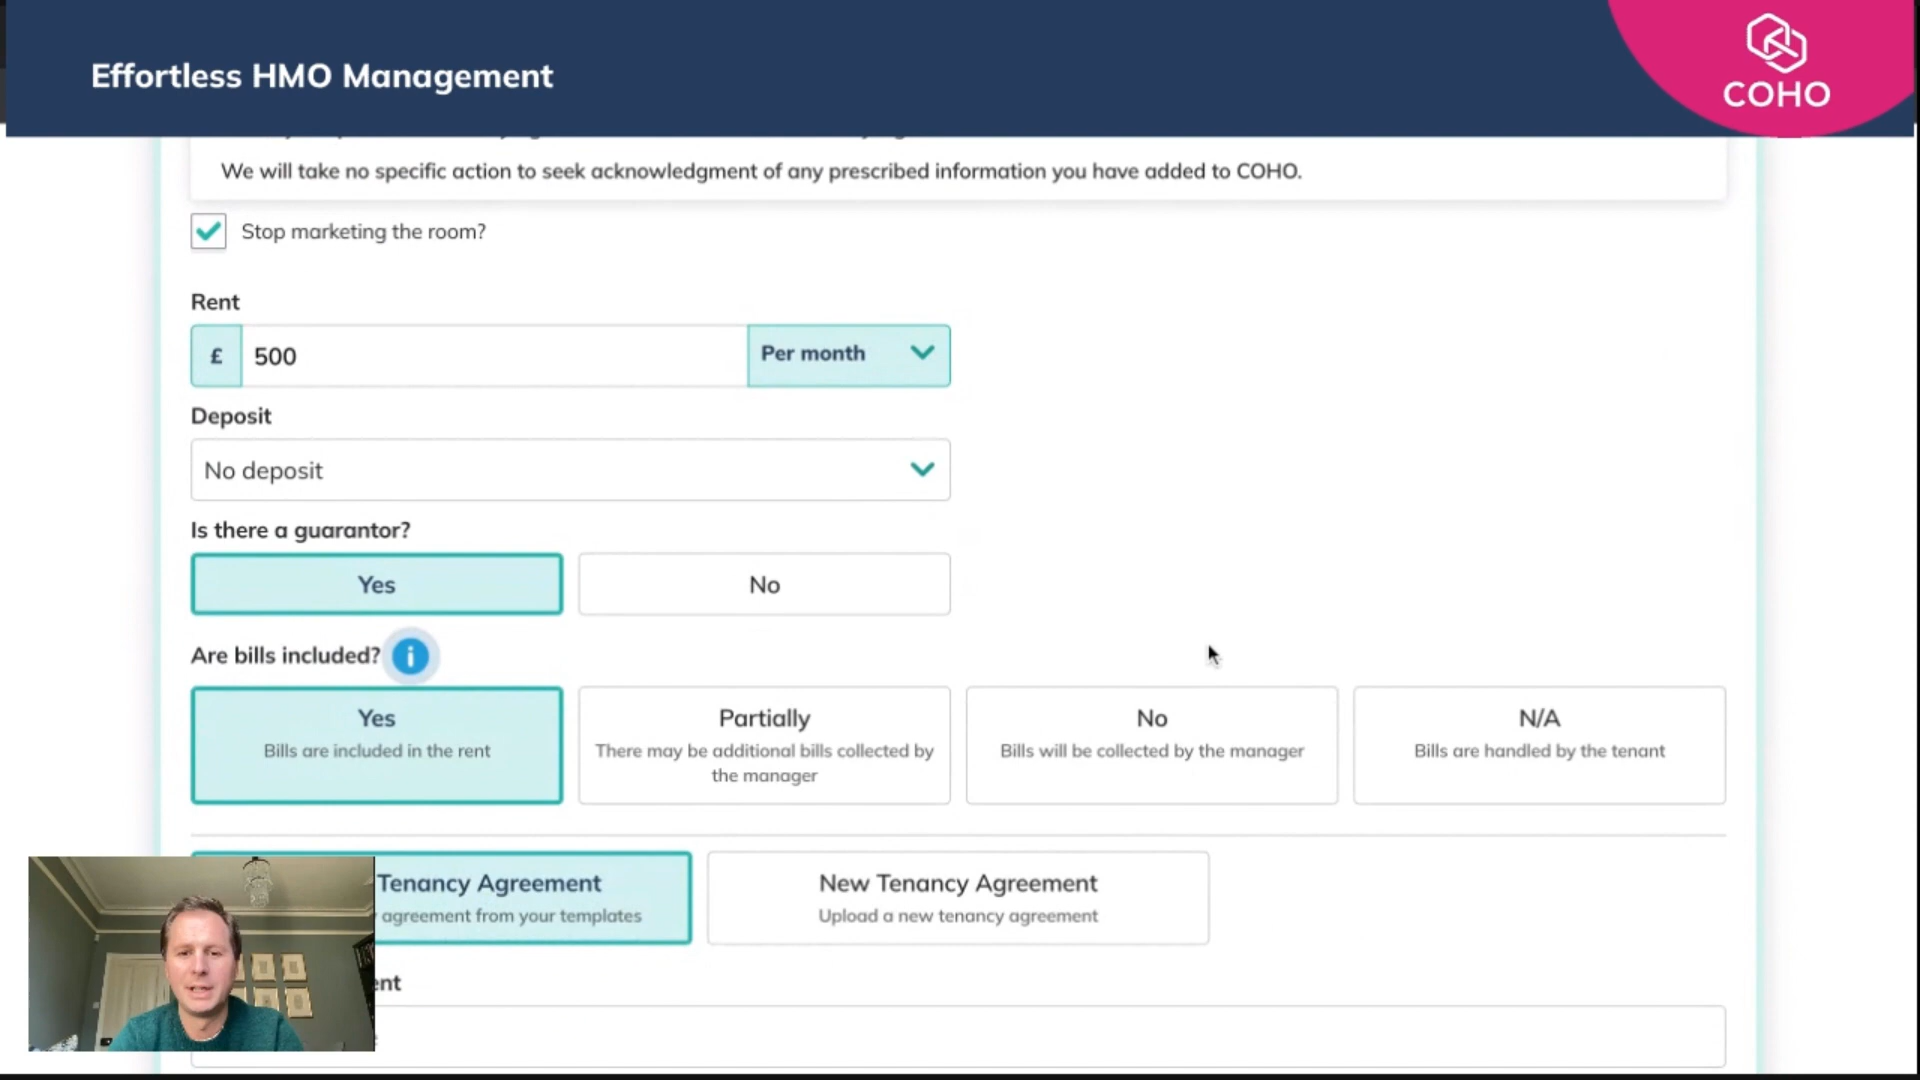 Effortless HMO Management
COHO
We will take no specific action to seek acknowledgment of any prescribed information you have added to COHO.
Stop marketing the room?
Rent
£ 500 Per month
Deposit
No deposit
Is there a guarantor?
Yes No
Are bills included? i
Yes Partially No N/A
Bills are included in the rent There may be additional bills collected by Bills will be collected by the manager Bills are handled by the tenant
the manager
Tenancy Agreement New Tenancy Agreement
agreement from your templates Upload a new tenancy agreement